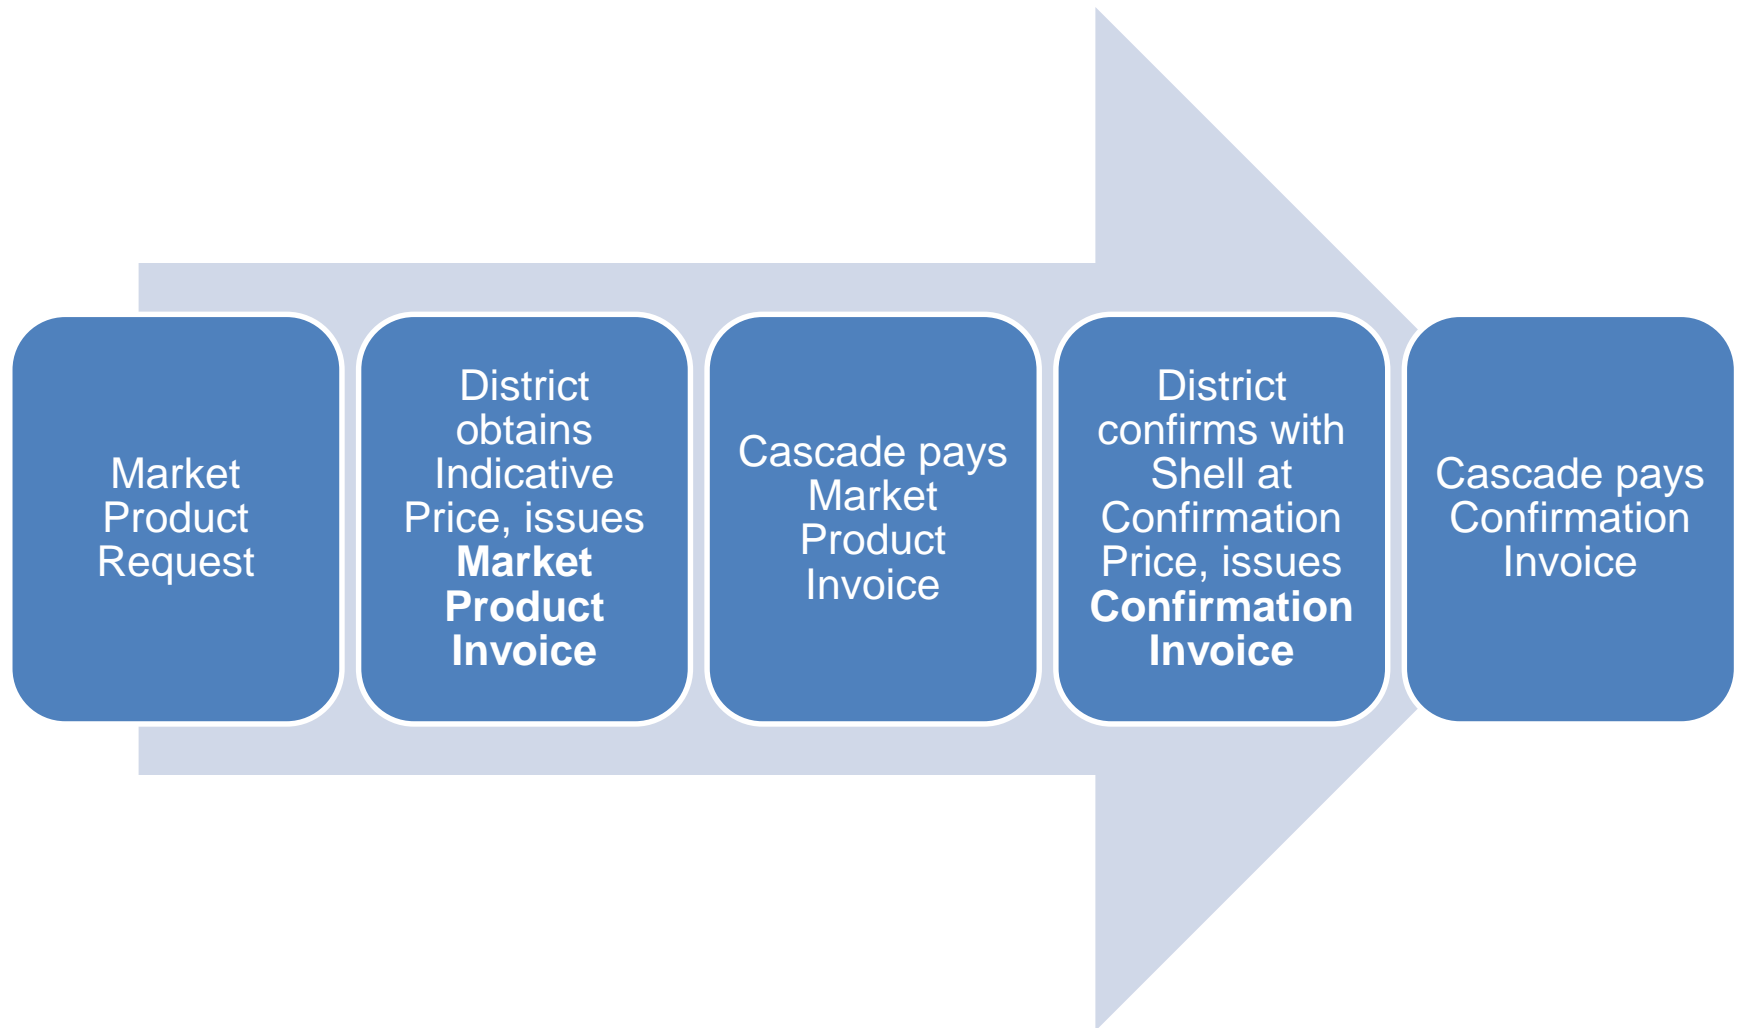 Market
Product
Request
District
obtains
Indicative
Price, issues
Market
Product
Invoice
Cascade pays
Market
Product
Invoice
District
confirms with
Shell at
Confirmation
Price, issues
Confirmation
Invoice
Cascade pays
Confirmation
Invoice